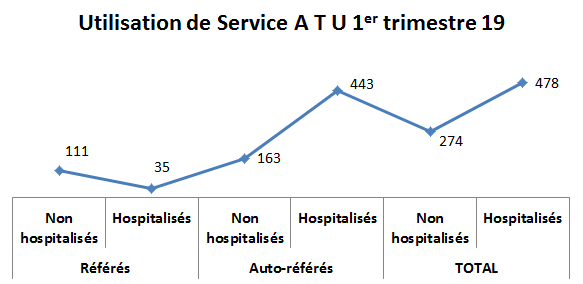 Utilisation de Service A T U 1er trimestre 19
111
35
163
443
274
478
Non hospitalisés
Hospitalisés
Non hospitalisés
Hospitalisés
Non hospitalisés
Hospitalisés
Référés
Auto-référés
TOTAL